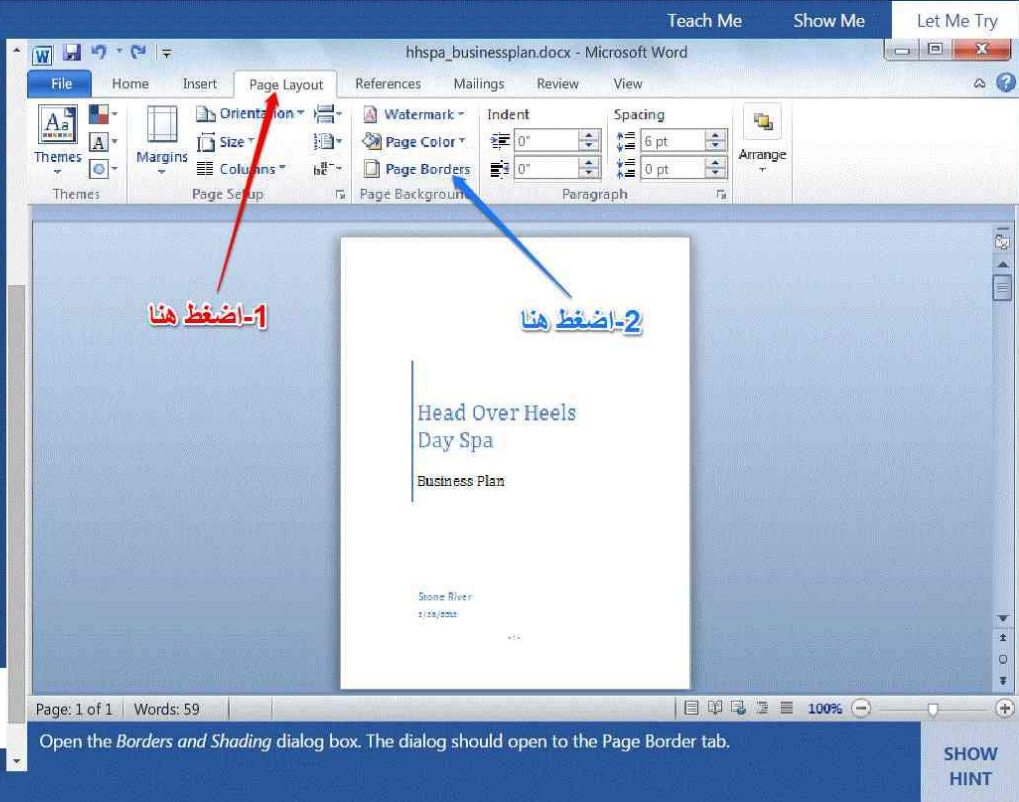 Teach Me Show Me Let Me Try
hhspa_businessplan.docx - Microsoft Word
File Home Insert Page Layout References Mailings Review View
Orientation Watermark Indent Spacing
Size Page Color 0" 6 pt
Themes Margins Columns Page Borders 0" 0 pt Arrange
Themes Page Setup Page Background Paragraph
1-اضغط هنا
2-اضغط هنا
Head Over Heels
Day Spa
Business Plan
Stone River
Page: 1 of 1 Words: 59 100%
Open the Borders and Shading dialog box. The dialog should open to the Page Border tab.
SHOW
HINT